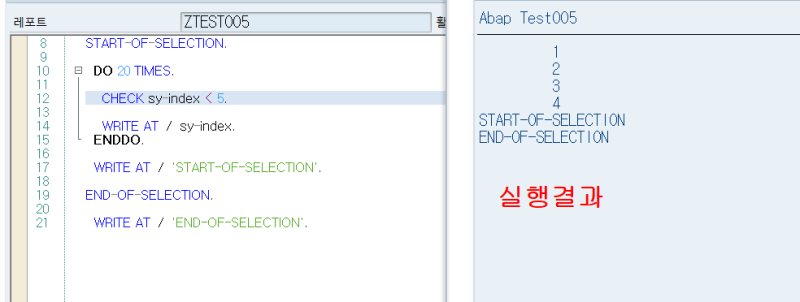 레포트 ZTEST005 활
8 START-OF-SELECTION.
9
10 DO 20 TIMES.
11
12 CHECK sy-index < 5.
13
14 WRITE AT / sy-index.
15 ENDDO.
16
17 WRITE AT / 'START-OF-SELECTION'.
18
19 END-OF-SELECTION.
20
21 WRITE AT / 'END-OF-SELECTION'.
Abap Test005
1
2
3
4
START-OF-SELECTION
END-OF-SELECTION
실행결과